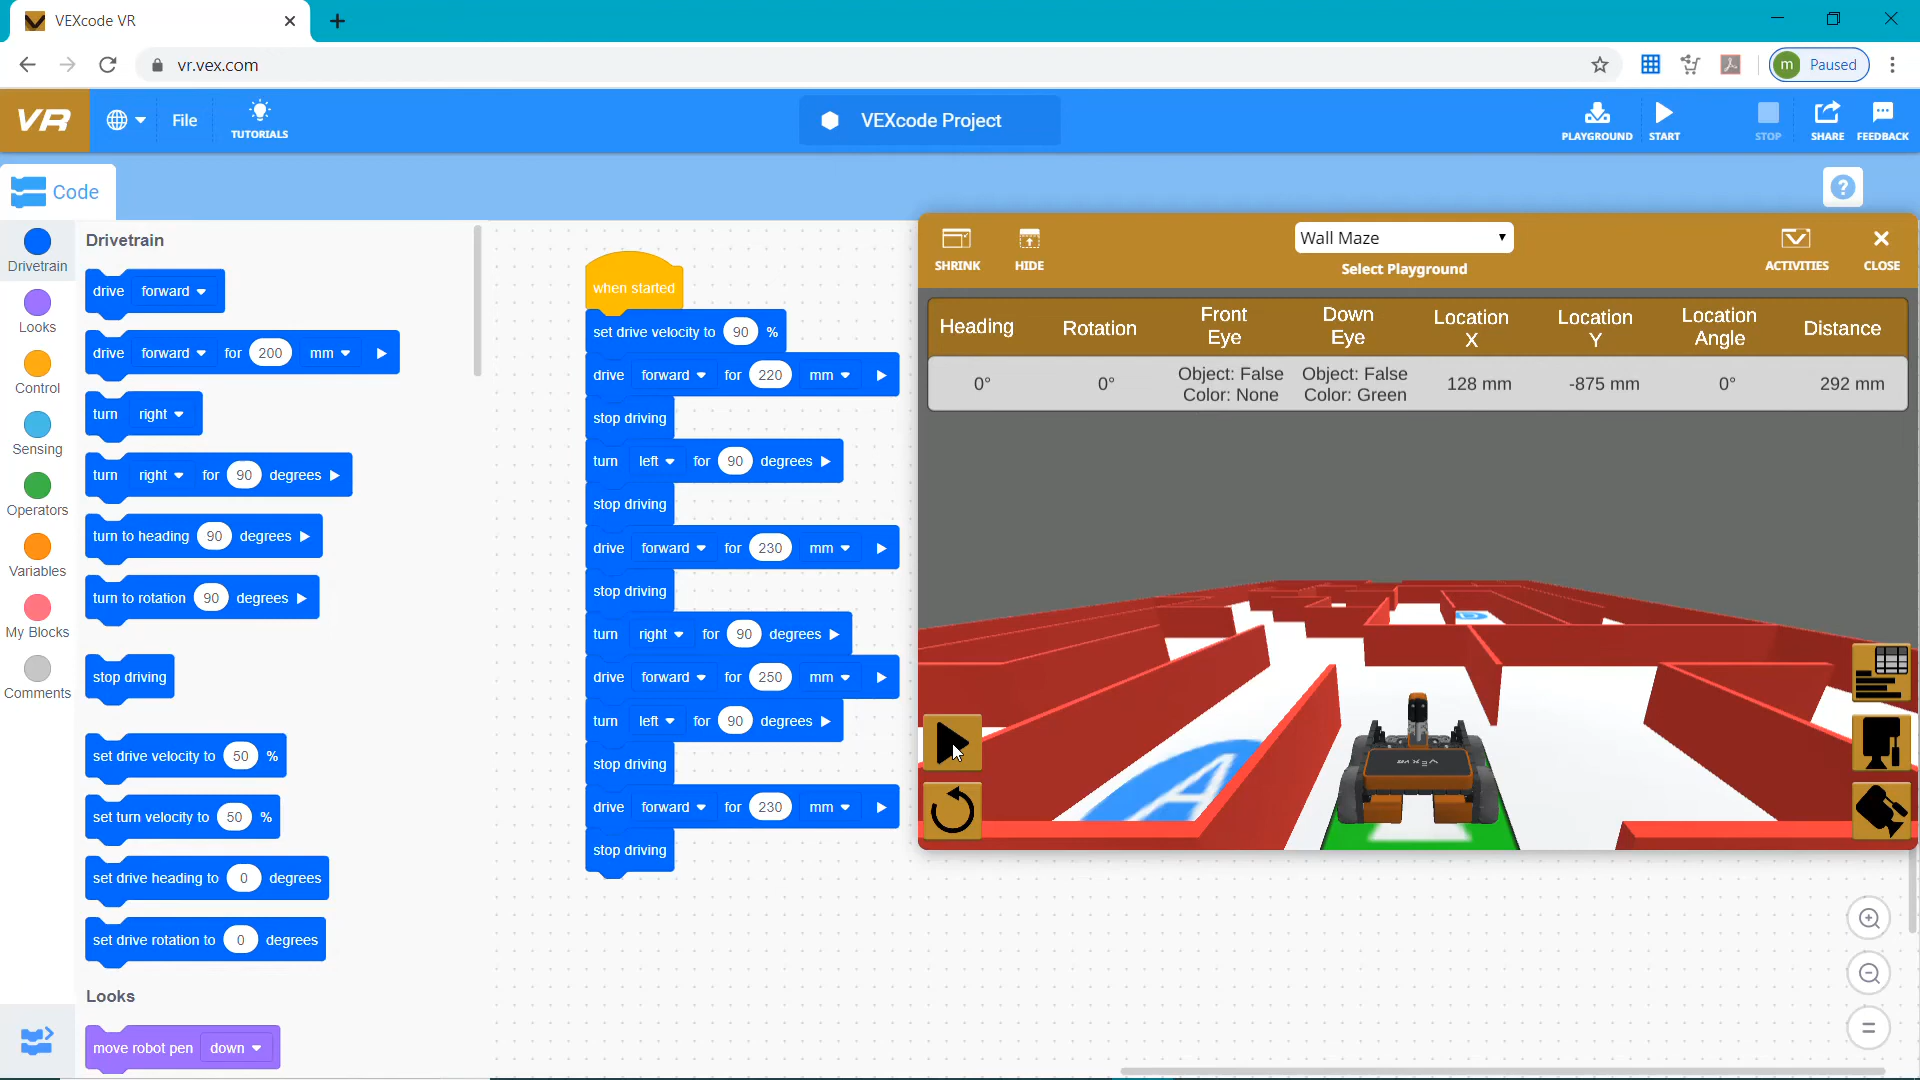 VEXcode VR
vr.vex.com
m Paused
VR
File
TUTORIALS
VEXcode Project
PLAYGROUND
START
STOP
SHARE
FEEDBACK
Code
?
Drivetrain
Looks
Control
Sensing
Operators
Variables
My Blocks
Comments
Drivetrain
drive forward
drive forward for 200 mm
turn right
turn right for 90 degrees
turn to heading 90 degrees
turn to rotation 90 degrees
stop driving
set drive velocity to 50 %
set turn velocity to 50 %
set drive heading to 0 degrees
set drive rotation to 0 degrees
Looks
move robot pen down
when started
set drive velocity to 90 %
drive forward for 220 mm
stop driving
turn left for 90 degrees
stop driving
drive forward for 230 mm
stop driving
turn right for 90 degrees
drive forward for 250 mm
turn left for 90 degrees
stop driving
drive forward for 230 mm
stop driving
SHRINK
HIDE
Wall Maze
Select Playground
ACTIVITIES
CLOSE
Heading Rotation Front Eye Down Eye Location X Location Y Location Angle Distance
0° 0° Object: False Color: None Object: False Color: Green 128 mm -875 mm 0° 292 mm
A
VEX VR